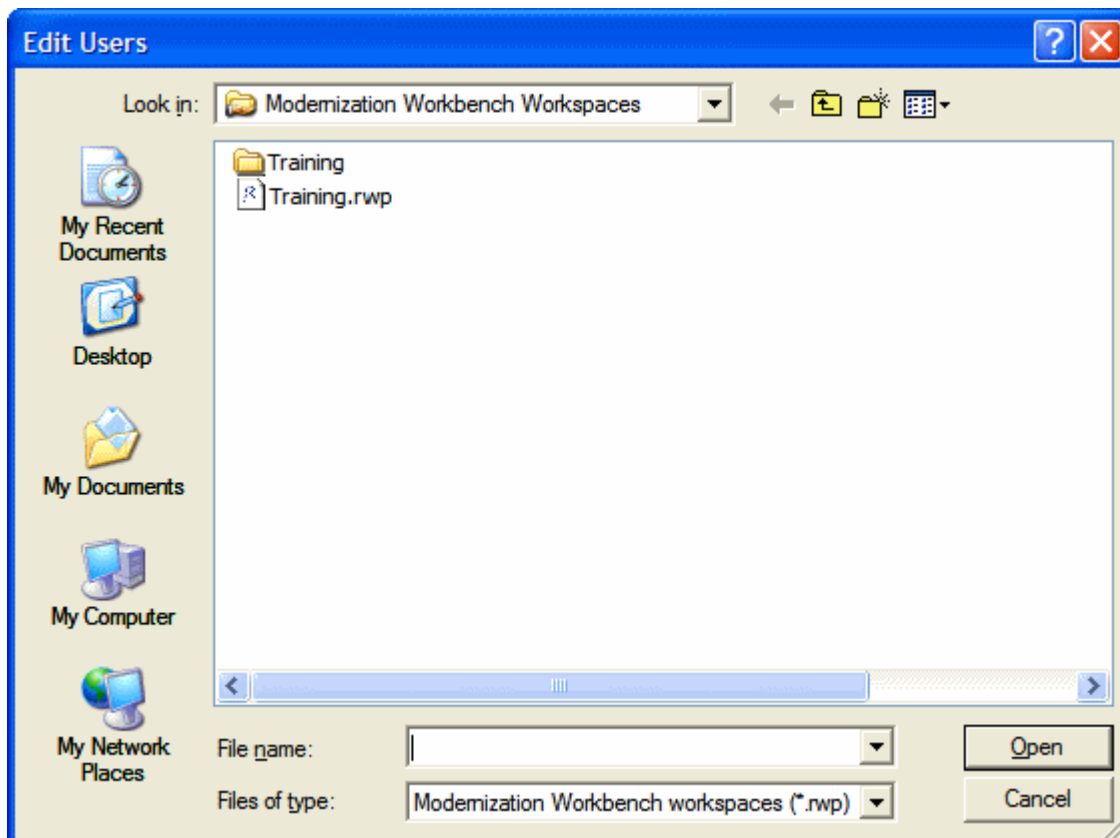 Edit Users
Look in:
Modernization Workbench Workspaces
Training
Training.rwp
My Recent
Documents
Desktop
My Documents
My Computer
My Network
Places
File name:
Open
Files of type:
Modernization Workbench workspaces (*.rwp)
Cancel